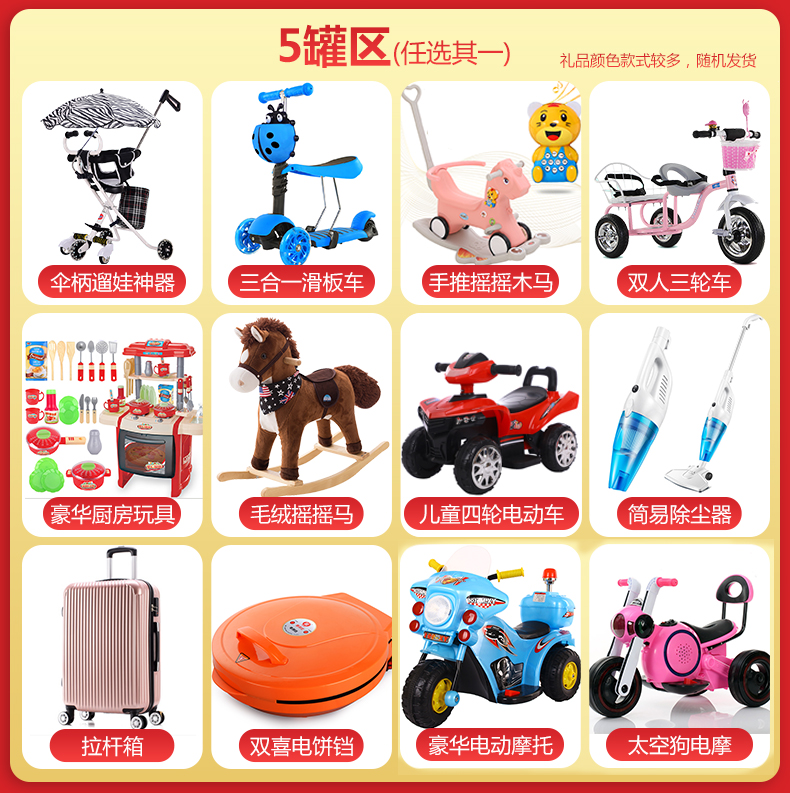 5罐区(任选其一)
礼品颜色款式较多，随机发货
伞柄遛娃神器
三合一滑板车
手推摇摇木马
双人三轮车
豪华厨房玩具
毛绒摇摇马
儿童四轮电动车
简易除尘器
拉杆箱
双喜电饼铛
豪华电动摩托
太空狗电摩